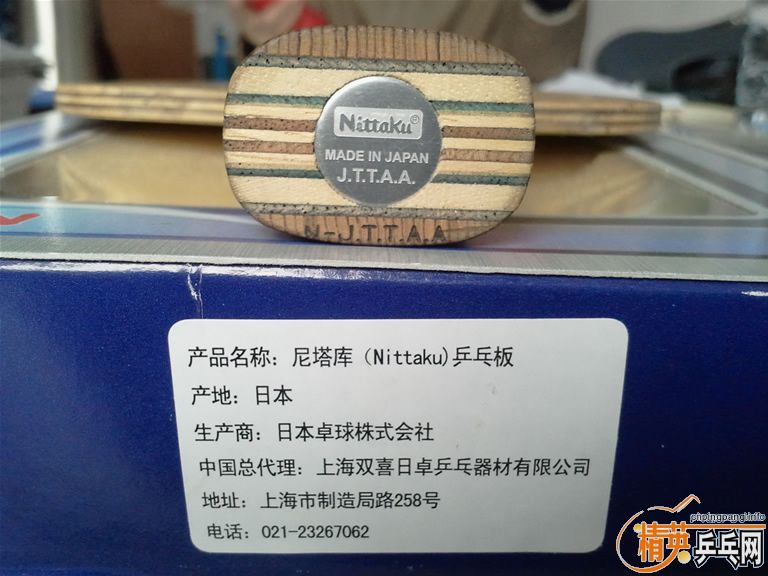 Nittaku®
MADE IN JAPAN
J.T.T.A.A.
N-J.T.T.A.A
产品名称：尼塔库（Nittaku)乒乓板
产地：日本
生产商：日本卓球株式会社
中国总代理：上海双喜日卓乒乓器材有限公司
地址：上海市制造局路258号
电话：021-23267062
pingpang.info
精英乒乓网